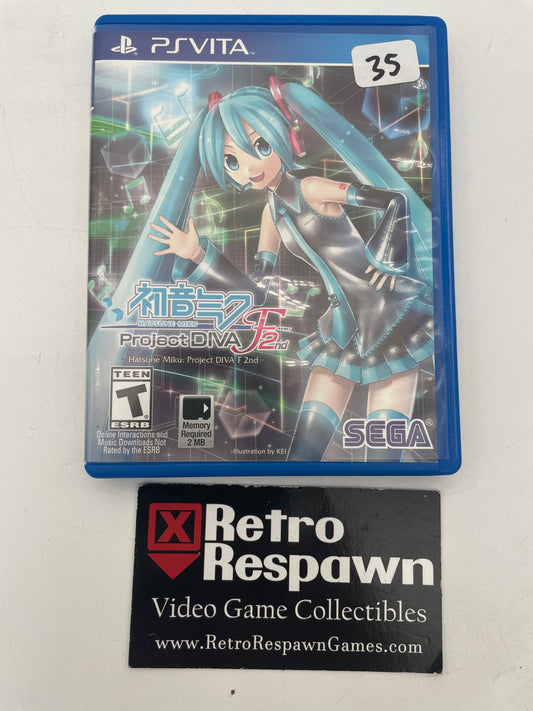 PSVITA
35
初音ミク
HATSUNE MIKU
Project DIVA F 2nd
Hatsune Miku: Project DIVA F 2nd
TEEN
T
ESRB
Online Interactions and
Music Downloads Not
Rated by the ESRB
Memory
Required
2 MB
Illustration by KEI
SEGA®
X Retro
Respawn
Video Game Collectibles
www.RetroRespawnGames.com